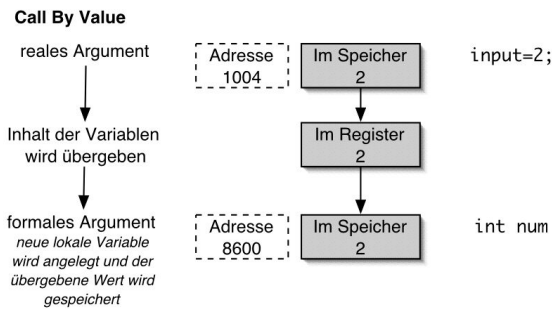 Call By Value
reales Argument
Adresse
1004
Im Speicher
2
input=2;
Inhalt der Variablen
wird übergeben
Im Register
2
formales Argument
neue lokale Variable
wird angelegt und der
übergebene Wert wird
gespeichert
Adresse
8600
Im Speicher
2
int num